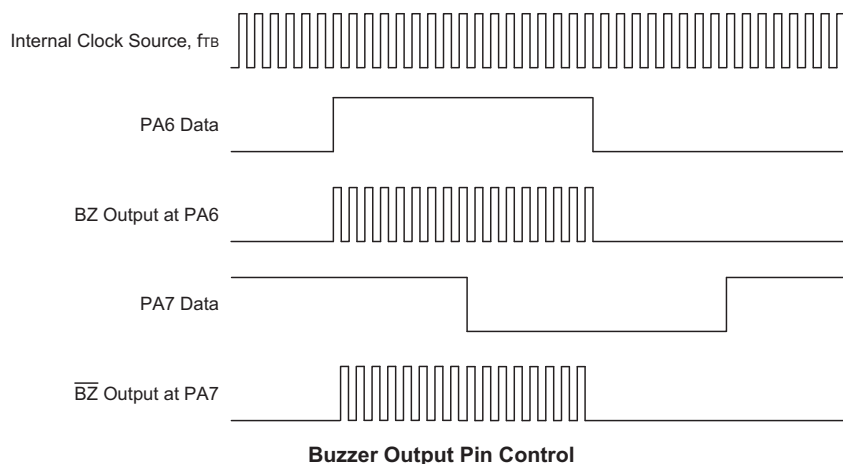 Internal Clock Source, fTB
PA6 Data
BZ Output at PA6
PA7 Data
B̅Z̅ Output at PA7
Buzzer Output Pin Control